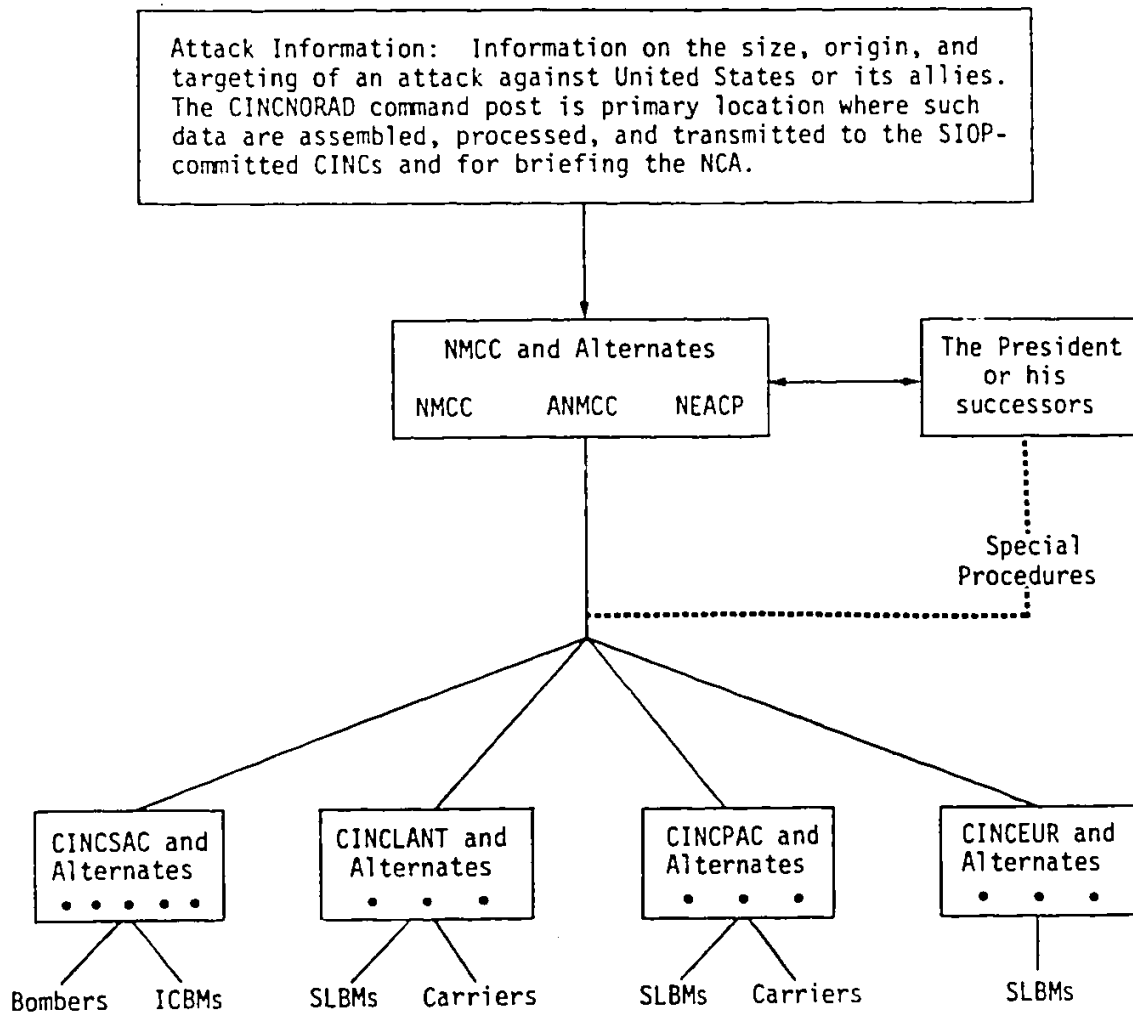 Attack Information: Information on the size, origin, and
targeting of an attack against United States or its allies.
The CINCNORAD command post is primary location where such
data are assembled, processed, and transmitted to the SIOP-
committed CINCs and for briefing the NCA.
NMCC and Alternates
NMCC ANMCC NEACP
The President
or his
successors
Special
Procedures
CINCSAC and
Alternates
CINCLANT and
Alternates
CINCPAC and
Alternates
CINCEUR and
Alternates
Bombers ICBMs
SLBMs Carriers
SLBMs Carriers
SLBMs